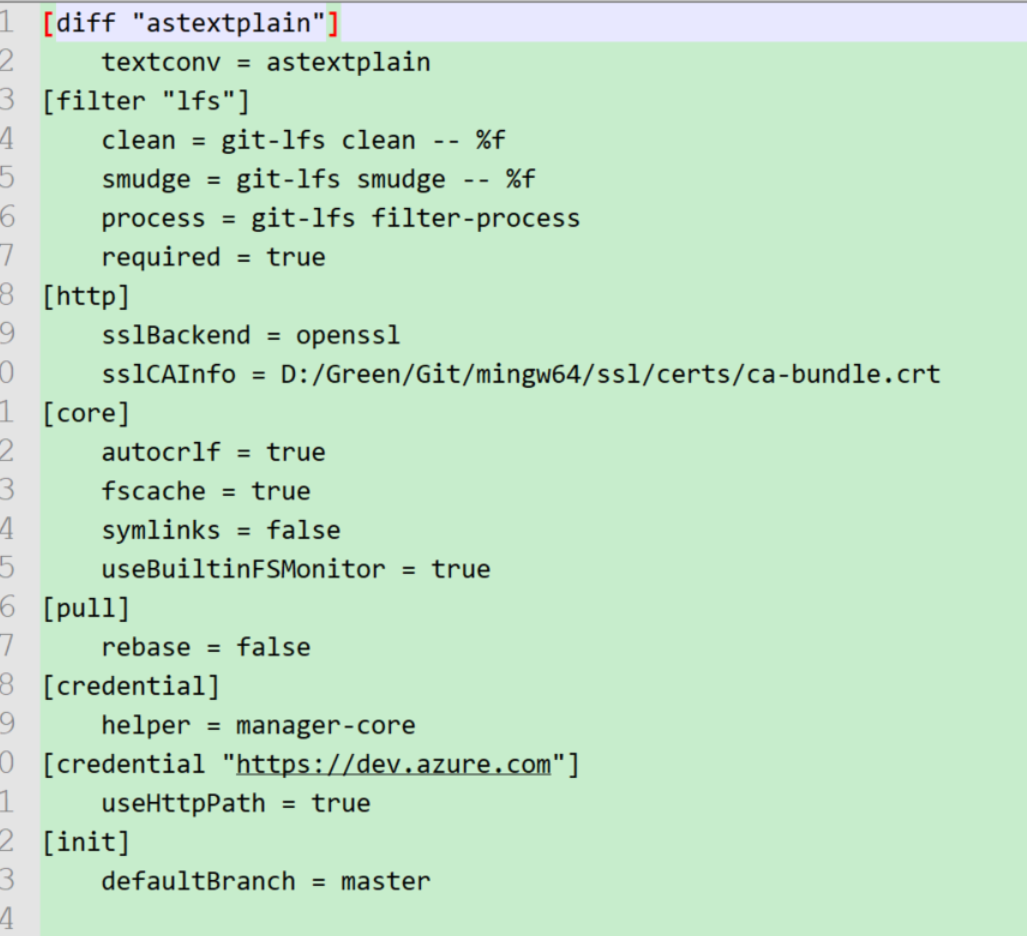 1 [diff "astextplain"]
2 textconv = astextplain
3 [filter "lfs"]
4 clean = git-lfs clean -- %f
5 smudge = git-lfs smudge -- %f
6 process = git-lfs filter-process
7 required = true
8 [http]
9 sslBackend = openssl
0 sslCAInfo = D:/Green/Git/mingw64/ssl/certs/ca-bundle.crt
1 [core]
2 autocrlf = true
3 fscache = true
4 symlinks = false
5 useBuiltinFSMonitor = true
6 [pull]
7 rebase = false
8 [credential]
9 helper = manager-core
0 [credential "https://dev.azure.com"]
1 useHttpPath = true
2 [init]
3 defaultBranch = master
4